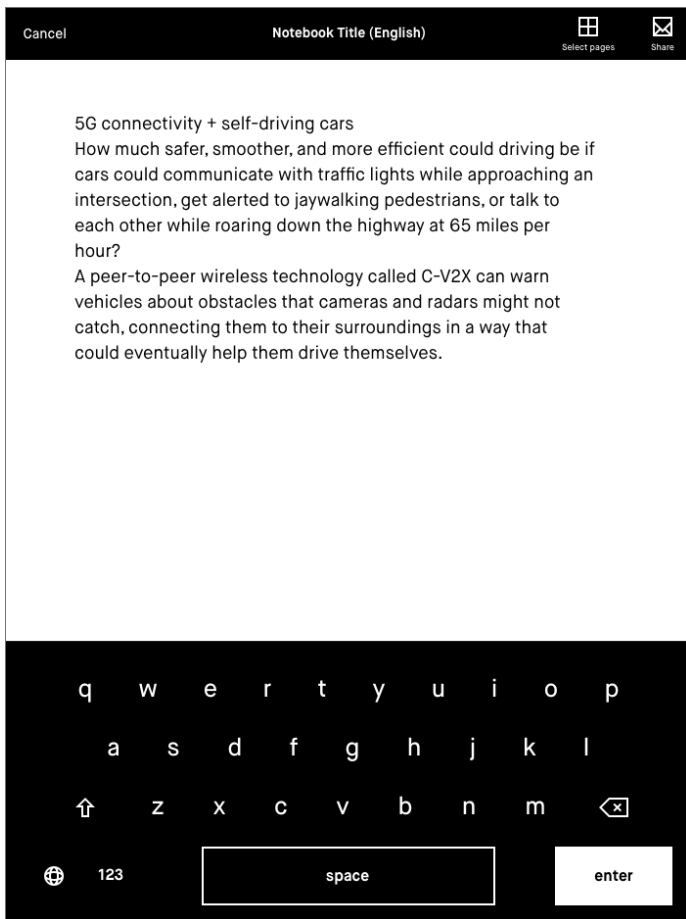 Cancel
Notebook Title (English)
Select pages
Share
5G connectivity + self-driving cars
How much safer, smoother, and more efficient could driving be if
cars could communicate with traffic lights while approaching an
intersection, get alerted to jaywalking pedestrians, or talk to
each other while roaring down the highway at 65 miles per
hour?
A peer-to-peer wireless technology called C-V2X can warn
vehicles about obstacles that cameras and radars might not
catch, connecting them to their surroundings in a way that
could eventually help them drive themselves.
q w e r t y u i o p
a s d f g h j k l
z x c v b n m
123 space enter